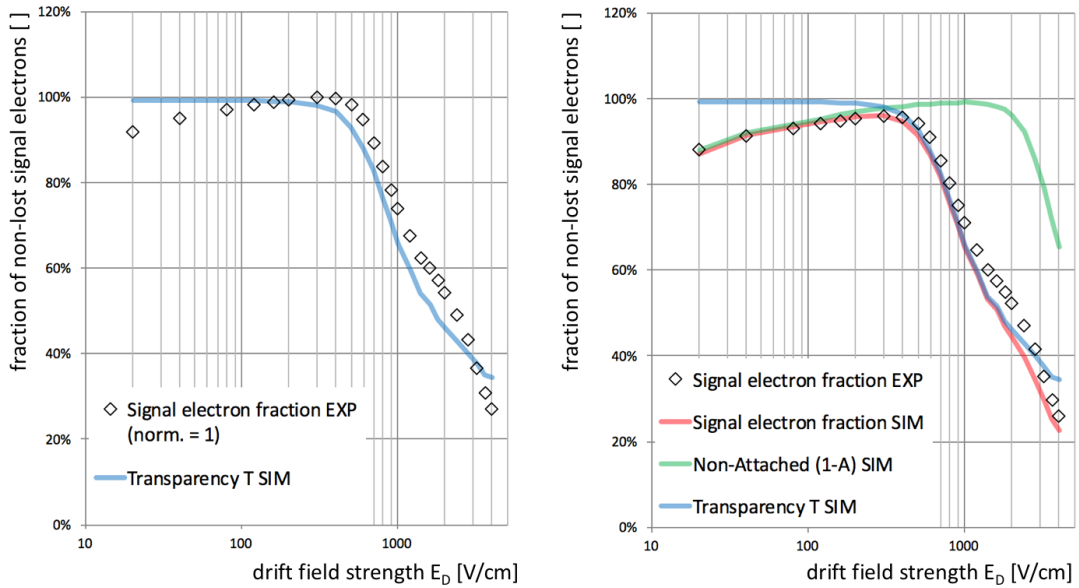 fraction of non-lost signal electrons [ ]
120%
100%
80%
60%
40%
20%
0%
Signal electron fraction EXP
(norm. = 1)
Transparency T SIM
10
100
1000
drift field strength E_D [V/cm]
fraction of non-lost signal electrons [ ]
120%
100%
80%
60%
40%
20%
0%
Signal electron fraction EXP
Signal electron fraction SIM
Non-Attached (1-A) SIM
Transparency T SIM
10
100
1000
drift field strength E_D [V/cm]